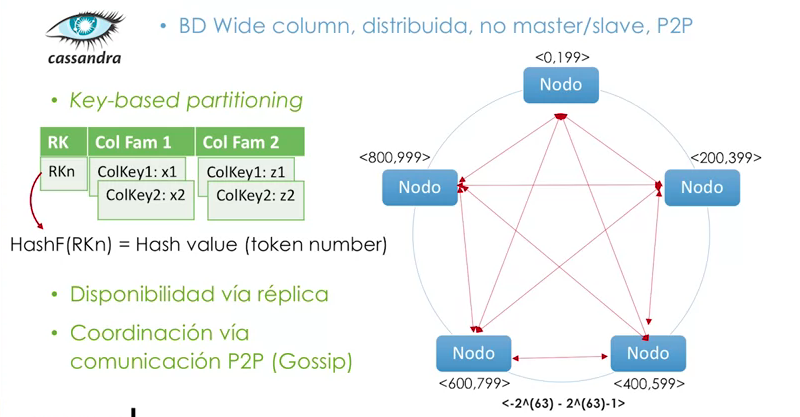 cassandra
• BD Wide column, distribuida, no master/slave, P2P
• Key-based partitioning
RK Col Fam 1 Col Fam 2
RKn ColKey1: x1 ColKey1: z1
ColKey2: x2 ColKey2: z2
HashF(RKn) = Hash value (token number)
• Disponibilidad vía réplica
• Coordinación vía
comunicación P2P (Gossip)
<0,199>
Nodo
<800,999>
Nodo
<200,399>
Nodo
Nodo
<600,799>
Nodo
<400,599>
<-2^(63) - 2^(63)-1>